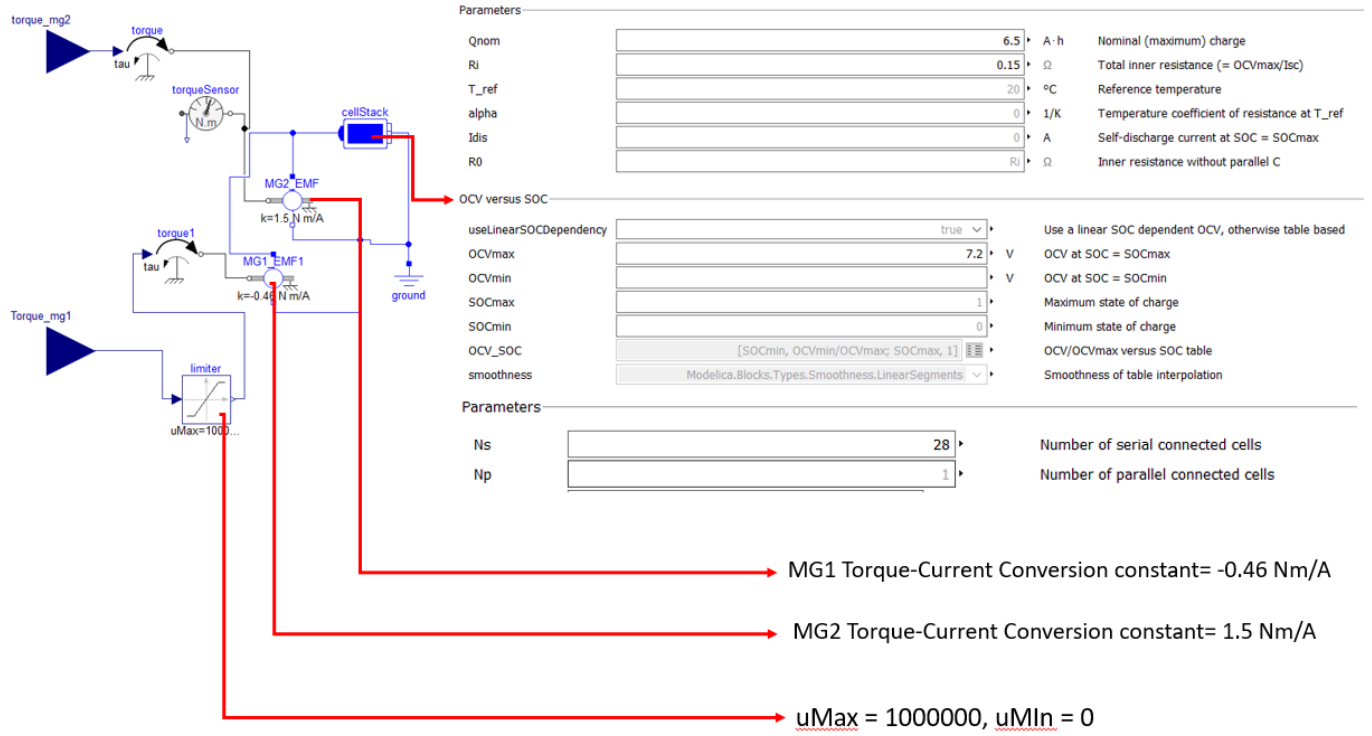 torque_mg2
torque
tau
torqueSensor
N.m
cellStack
MG2_EMF
k=1.5 N m/A
torque1
tau
MG1_EMF1
k=-0.46 N m/A
ground
Torque_mg1
limiter
uMax=1000...
Parameters
Qnom 6.5 A·h Nominal (maximum) charge
Ri 0.15 Ω Total inner resistance (= OCVmax/Isc)
T_ref 20 °C Reference temperature
alpha 0 1/K Temperature coefficient of resistance at T_ref
Idis 0 A Self-discharge current at SOC = SOCmax
R0 Ri Ω Inner resistance without parallel C
OCV versus SOC
useLinearSOCDependency true Use a linear SOC dependent OCV, otherwise table based
OCVmax 7.2 V OCV at SOC = SOCmax
OCVmin V OCV at SOC = SOCmin
SOCmax 1 Maximum state of charge
SOCmin 0 Minimum state of charge
OCV_SOC [SOCmin, OCVmin/OCVmax; SOCmax, 1] OCV/OCVmax versus SOC table
smoothness Modelica.Blocks.Types.Smoothness.LinearSegments Smoothness of table interpolation
Parameters
Ns 28 Number of serial connected cells
Np 1 Number of parallel connected cells
MG1 Torque-Current Conversion constant= -0.46 Nm/A
MG2 Torque-Current Conversion constant= 1.5 Nm/A
uMax = 1000000, uMIn = 0